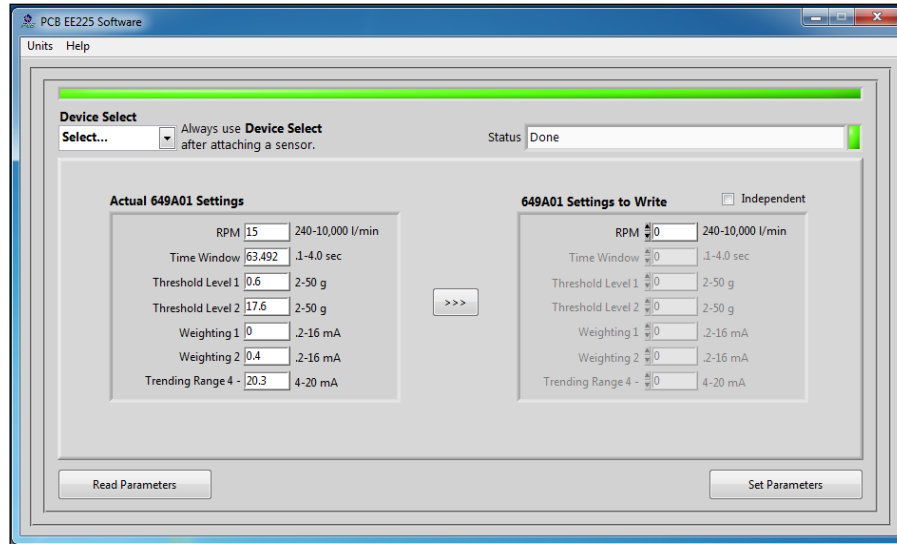 PCB EE225 Software
Units Help
Device Select
Select...
Always use Device Select
after attaching a sensor.
Status Done
Actual 649A01 Settings
RPM 15 240-10,000 I/min
Time Window 63.492 .1-4.0 sec
Threshold Level 1 0.6 2-50 g
Threshold Level 2 17.6 2-50 g
Weighting 1 0 .2-16 mA
Weighting 2 0.4 .2-16 mA
Trending Range 4 - 20.3 4-20 mA
>>>
649A01 Settings to Write Independent
RPM 0 240-10,000 I/min
Time Window 0 .1-4.0 sec
Threshold Level 1 0 2-50 g
Threshold Level 2 0 2-50 g
Weighting 1 0 .2-16 mA
Weighting 2 0 .2-16 mA
Trending Range 4 - 0 4-20 mA
Read Parameters
Set Parameters